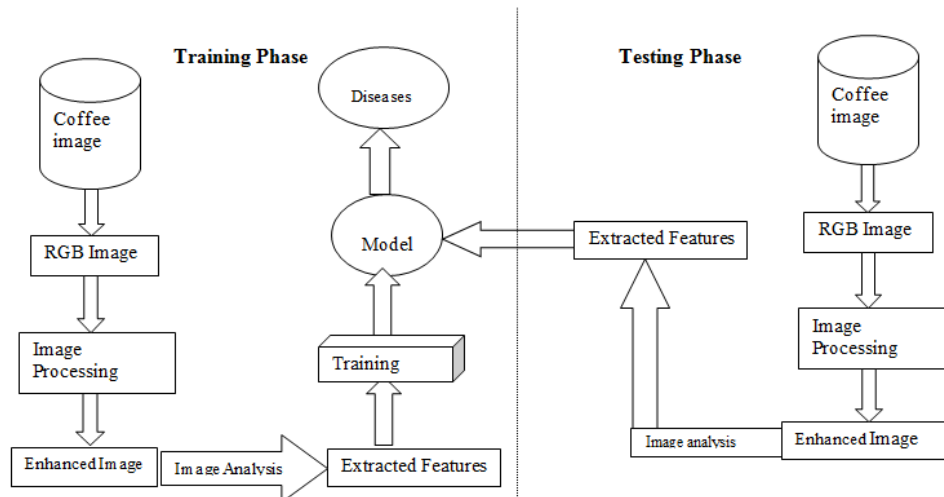 Training Phase
Coffee
image
RGB Image
Image
Processing
Enhanced Image
Image Analysis
Extracted Features
Training
Model
Diseases
Testing Phase
Coffee
image
RGB Image
Image
Processing
Enhanced Image
Image analysis
Extracted Features